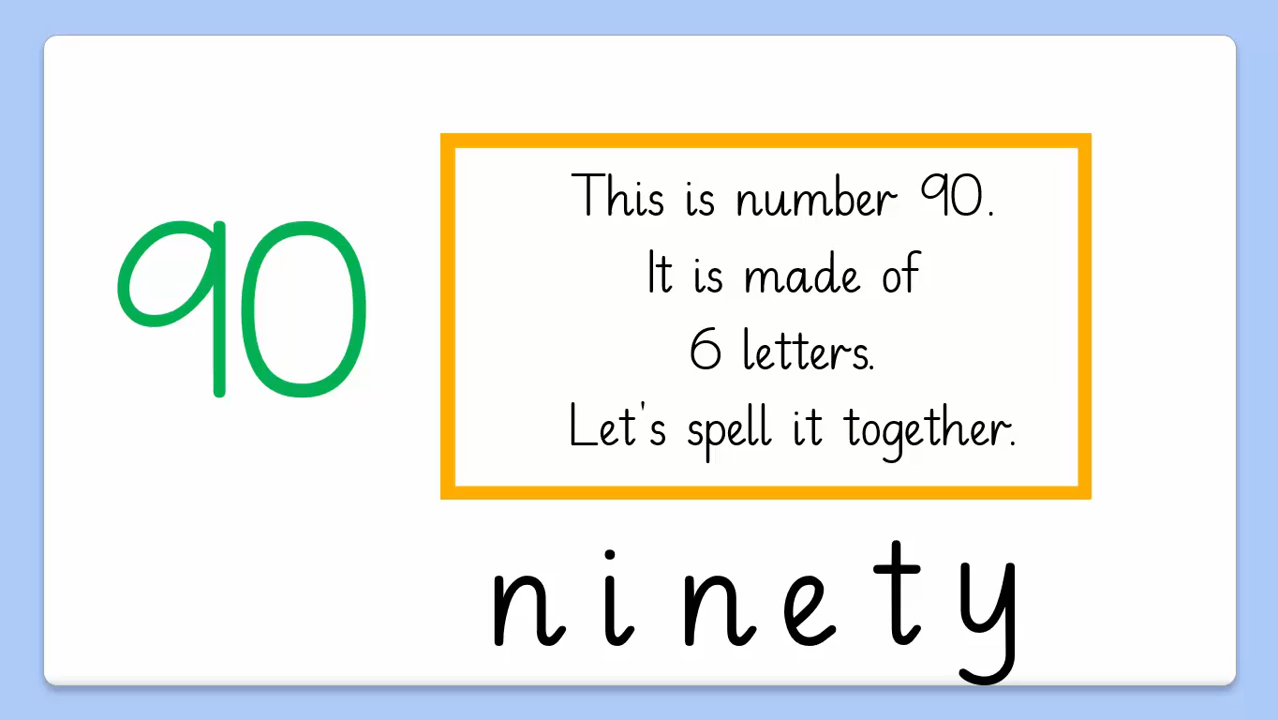 90
This is number 90.
It is made of
6 letters.
Let's spell it together.
n i n e t y